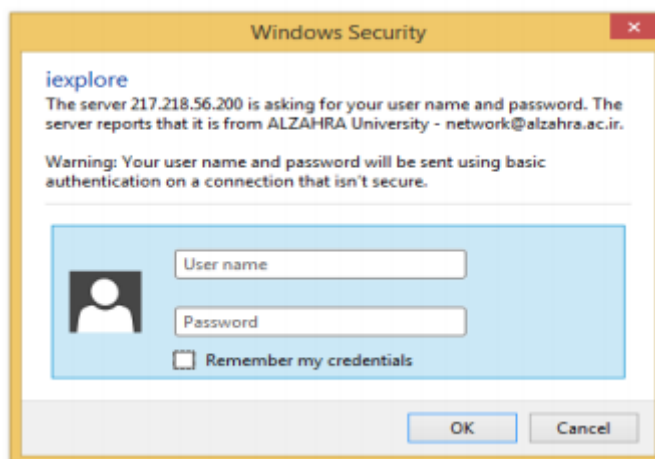 Windows Security
iexplore
The server 217.218.56.200 is asking for your user name and password. The
server reports that it is from ALZAHRA University - network@alzahra.ac.ir.
Warning: Your user name and password will be sent using basic
authentication on a connection that isn't secure.
User name
Password
Remember my credentials
OK Cancel